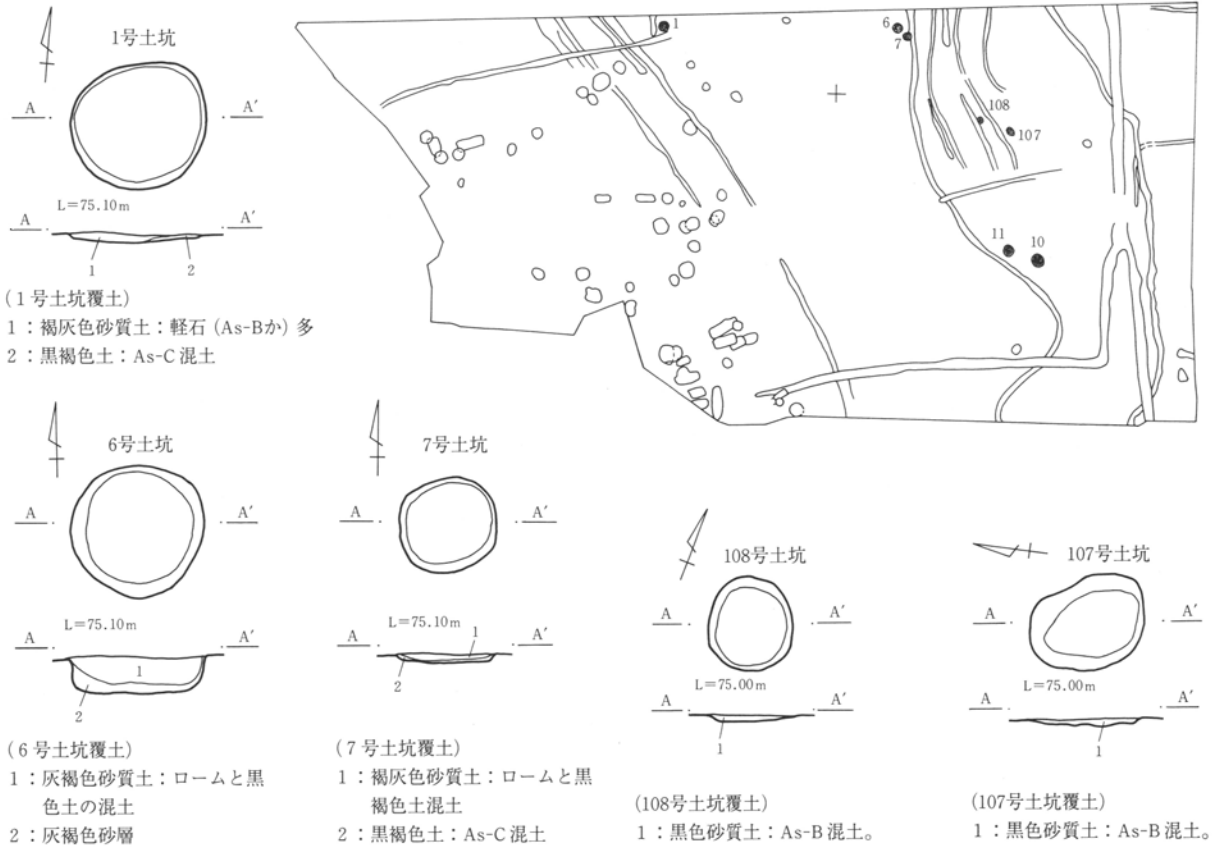 1号土坑
A
A′
L=75.10m
A
A′
1
2
(1号土坑覆土)
1：褐灰色砂質土：軽石 (As-Bか) 多
2：黒褐色土：As-C 混土
1
6
7
108
107
11
10
6号土坑
A
A′
L=75.10m
A
A′
1
2
(6号土坑覆土)
1：灰褐色砂質土：ロームと黒
色土の混土
2：灰褐色砂層
7号土坑
A
A′
L=75.10m
1
A
A′
2
(7号土坑覆土)
1：褐灰色砂質土：ロームと黒
褐色土混土
2：黒褐色土：As-C 混土
108号土坑
A
A′
L=75.00m
A
A′
1
(108号土坑覆土)
1：黒色砂質土：As-B 混土。
107号土坑
A
A′
L=75.00m
A
A′
1
(107号土坑覆土)
1：黒色砂質土：As-B 混土。